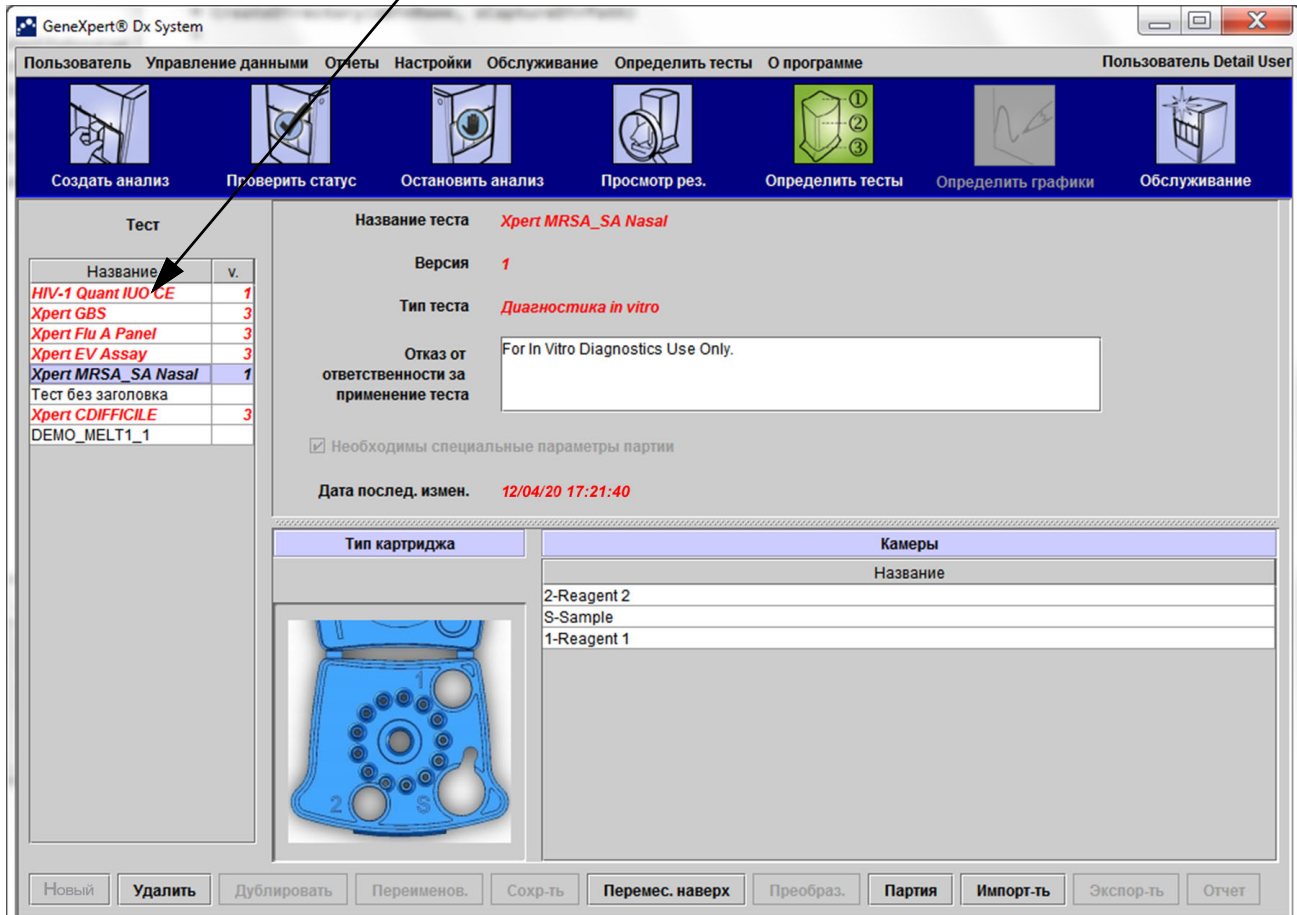 GeneXpert® Dx System
Пользователь Управление данными Отчеты Настройки Обслуживание Определить тесты О программе Пользователь Detail User
Создать анализ Проверить статус Остановить анализ Просмотр рез. Определить тесты Определить графики Обслуживание
Тест
Название v.
HIV-1 Quant IUO CE 1
Xpert GBS 3
Xpert Flu A Panel 3
Xpert EV Assay 3
Xpert MRSA_SA Nasal 1
Тест без заголовка
Xpert CDIFFICILE 3
DEMO_MELT1_1
Название теста Xpert MRSA_SA Nasal
Версия 1
Тип теста Диагностика in vitro
Отказ от
ответственности за
применение теста
For In Vitro Diagnostics Use Only.
Необходимы специальные параметры партии
Дата послед. измен. 12/04/20 17:21:40
Тип картриджа
1
2 S
Камеры
Название
2-Reagent 2
S-Sample
1-Reagent 1
Новый Удалить Дублировать Переименов. Сохр-ть Перемес. наверх Преобраз. Партия Импорт-ть Экспор-ть Отчет